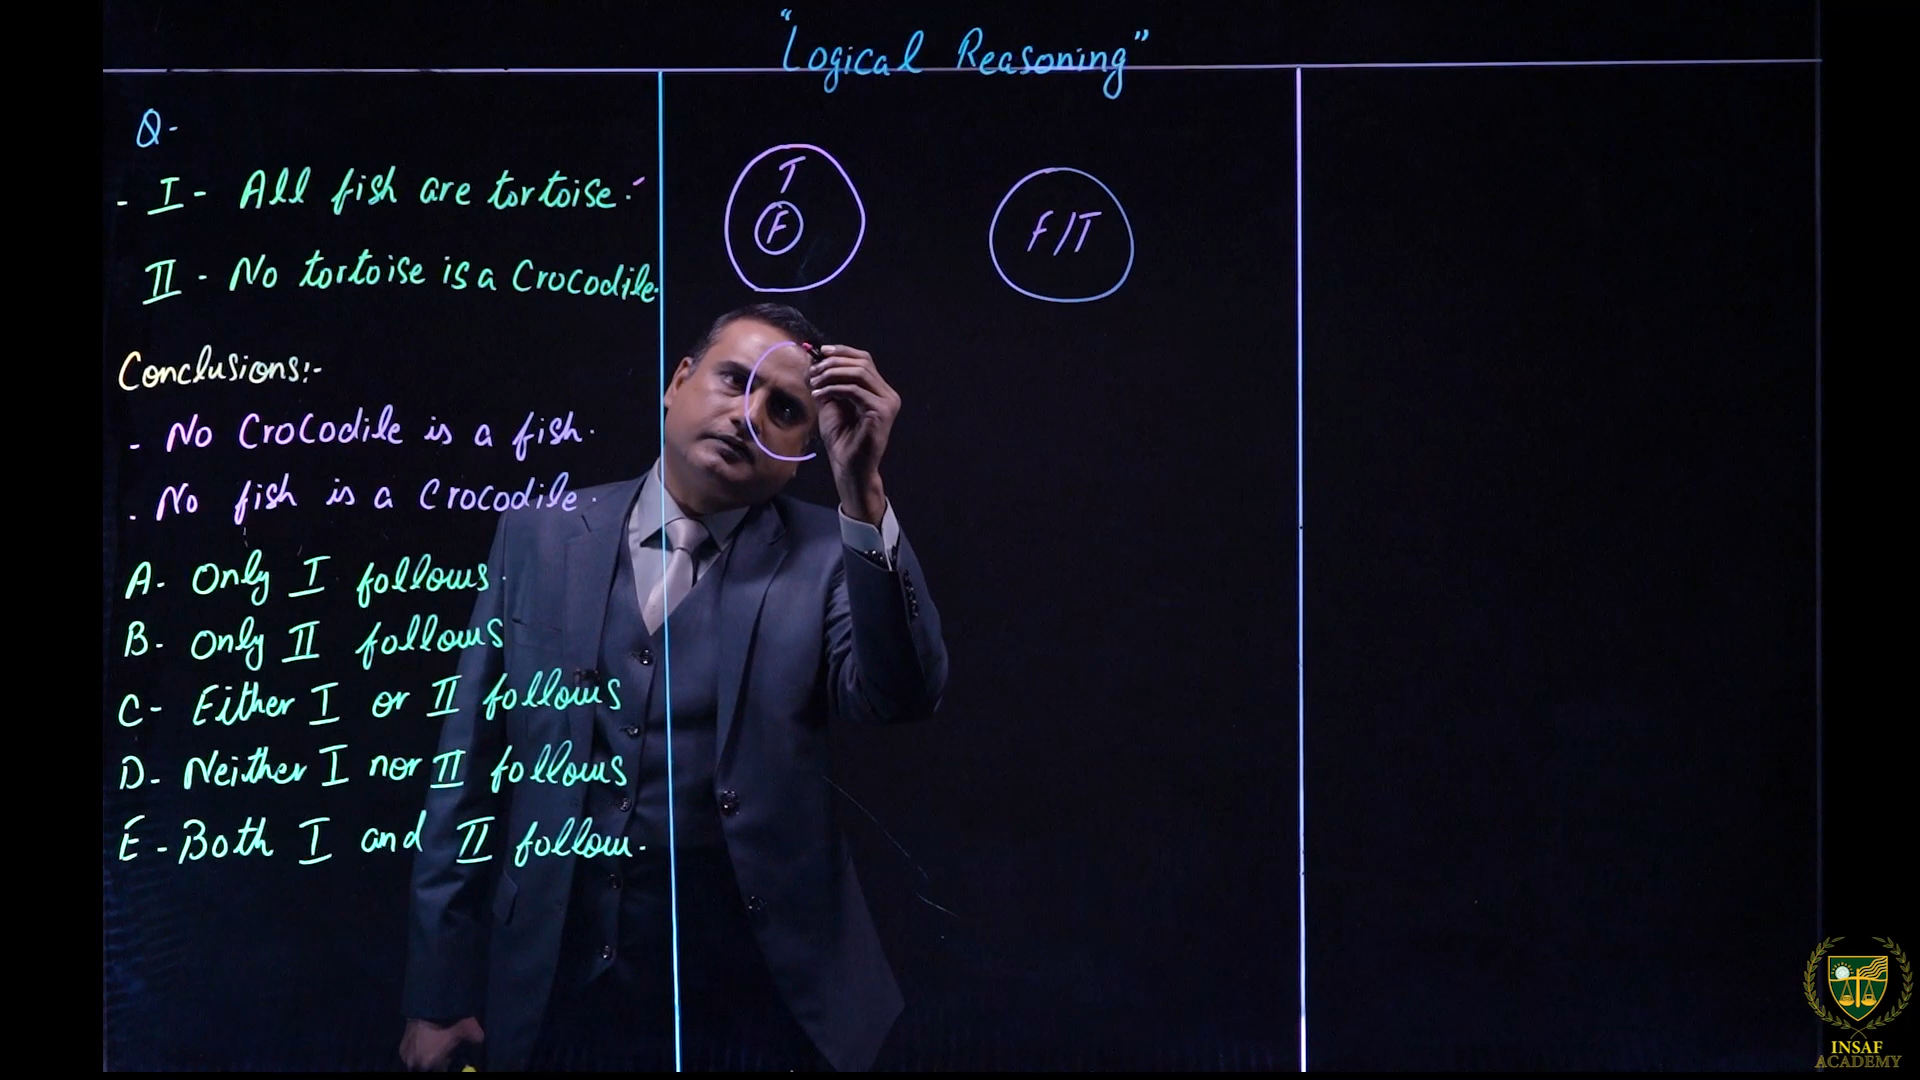 "Logical Reasoning"
Q-
- I - All fish are tortoise.
II - No tortoise is a Crocodile.
Conclusions:-
- No Crocodile is a fish.
. No fish is a Crocodile.
A- Only I follows.
B- Only II follows
C- Either I or II follows
D- Neither I nor II follows
E- Both I and II follow.
T
F
F/T
INSAF
ACADEMY